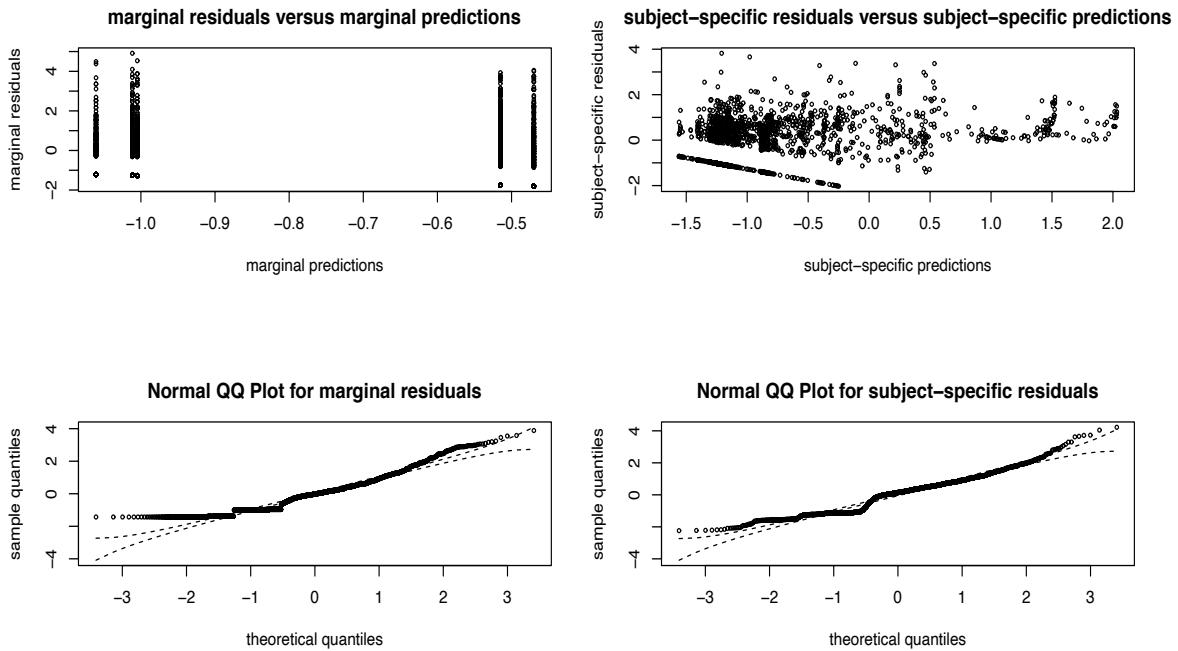 marginal residuals versus marginal predictions
marginal residuals
4
2
0
−2
−1.0 −0.9 −0.8 −0.7 −0.6 −0.5
marginal predictions
subject−specific residuals versus subject−specific predictions
subject−specific residuals
4
2
0
−2
−1.5 −1.0 −0.5 0.0 0.5 1.0 1.5 2.0
subject−specific predictions
Normal QQ Plot for marginal residuals
sample quantiles
4
2
0
−4
−3 −2 −1 0 1 2 3
theoretical quantiles
Normal QQ Plot for subject−specific residuals
sample quantiles
4
2
0
−4
−3 −2 −1 0 1 2 3
theoretical quantiles